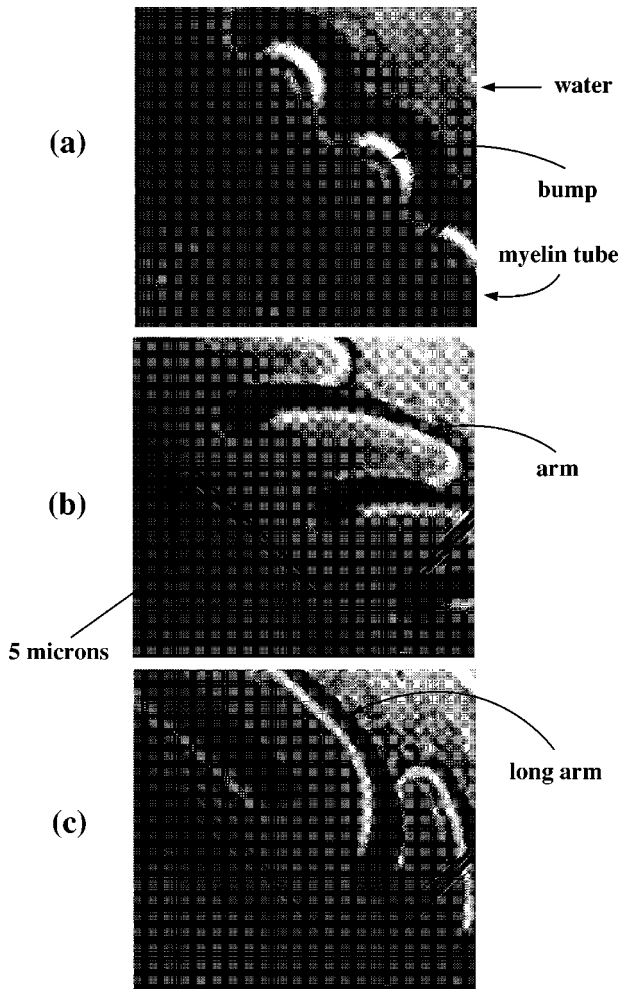 (a)
water
bump
myelin tube
(b)
arm
5 microns
(c)
long arm